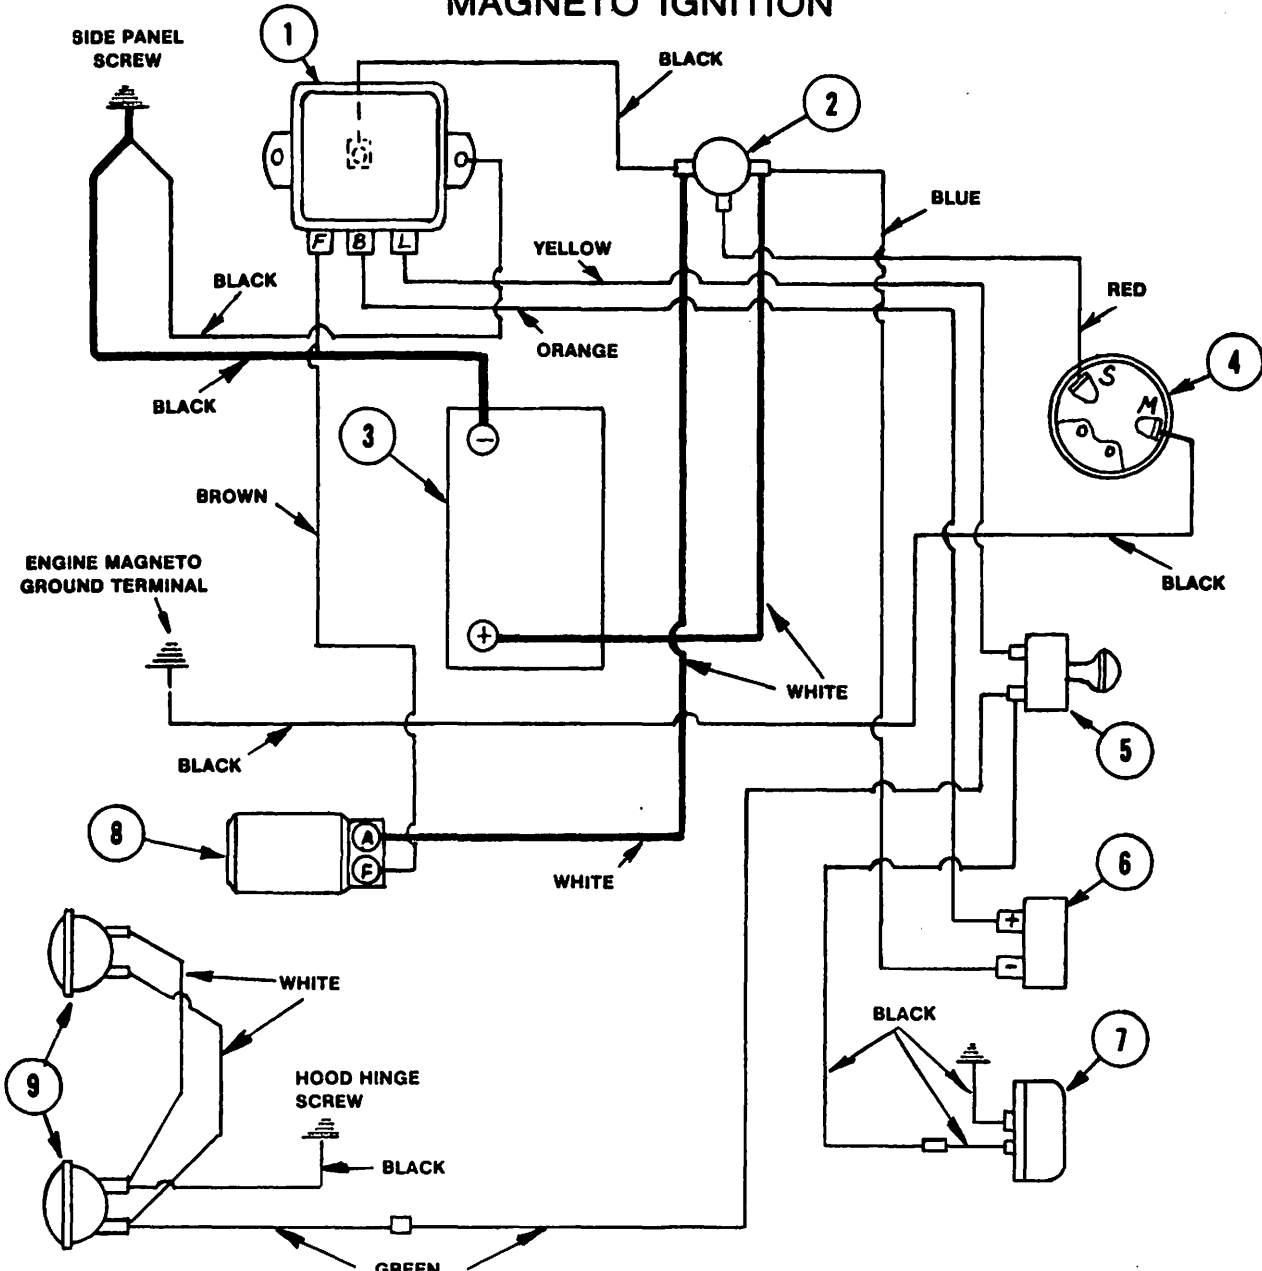 MAGNETO IGNITION
SIDE PANEL
SCREW
1
BLACK
2
BLUE
F B L
YELLOW
BLACK
RED
ORANGE
4
S
BLACK
M
3
−
BROWN
ENGINE MAGNETO
GROUND TERMINAL
BLACK
+
WHITE
5
BLACK
8
A
F
WHITE
6
+
−
WHITE
BLACK
7
9
HOOD HINGE
SCREW
BLACK
GREEN